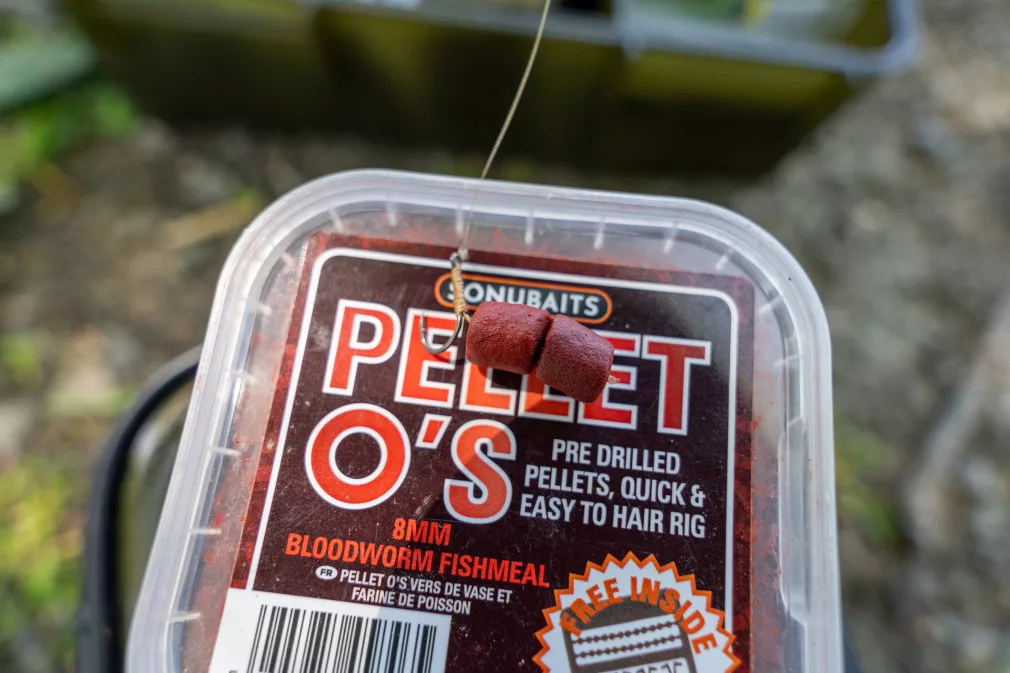 SONUBAITS
PELLET
O'S
PRE DRILLED
PELLETS, QUICK &
EASY TO HAIR RIG
8MM
BLOODWORM FISHMEAL
FR PELLET O'S VERS DE VASE ET
FARINE DE POISSON
FREE INSIDE